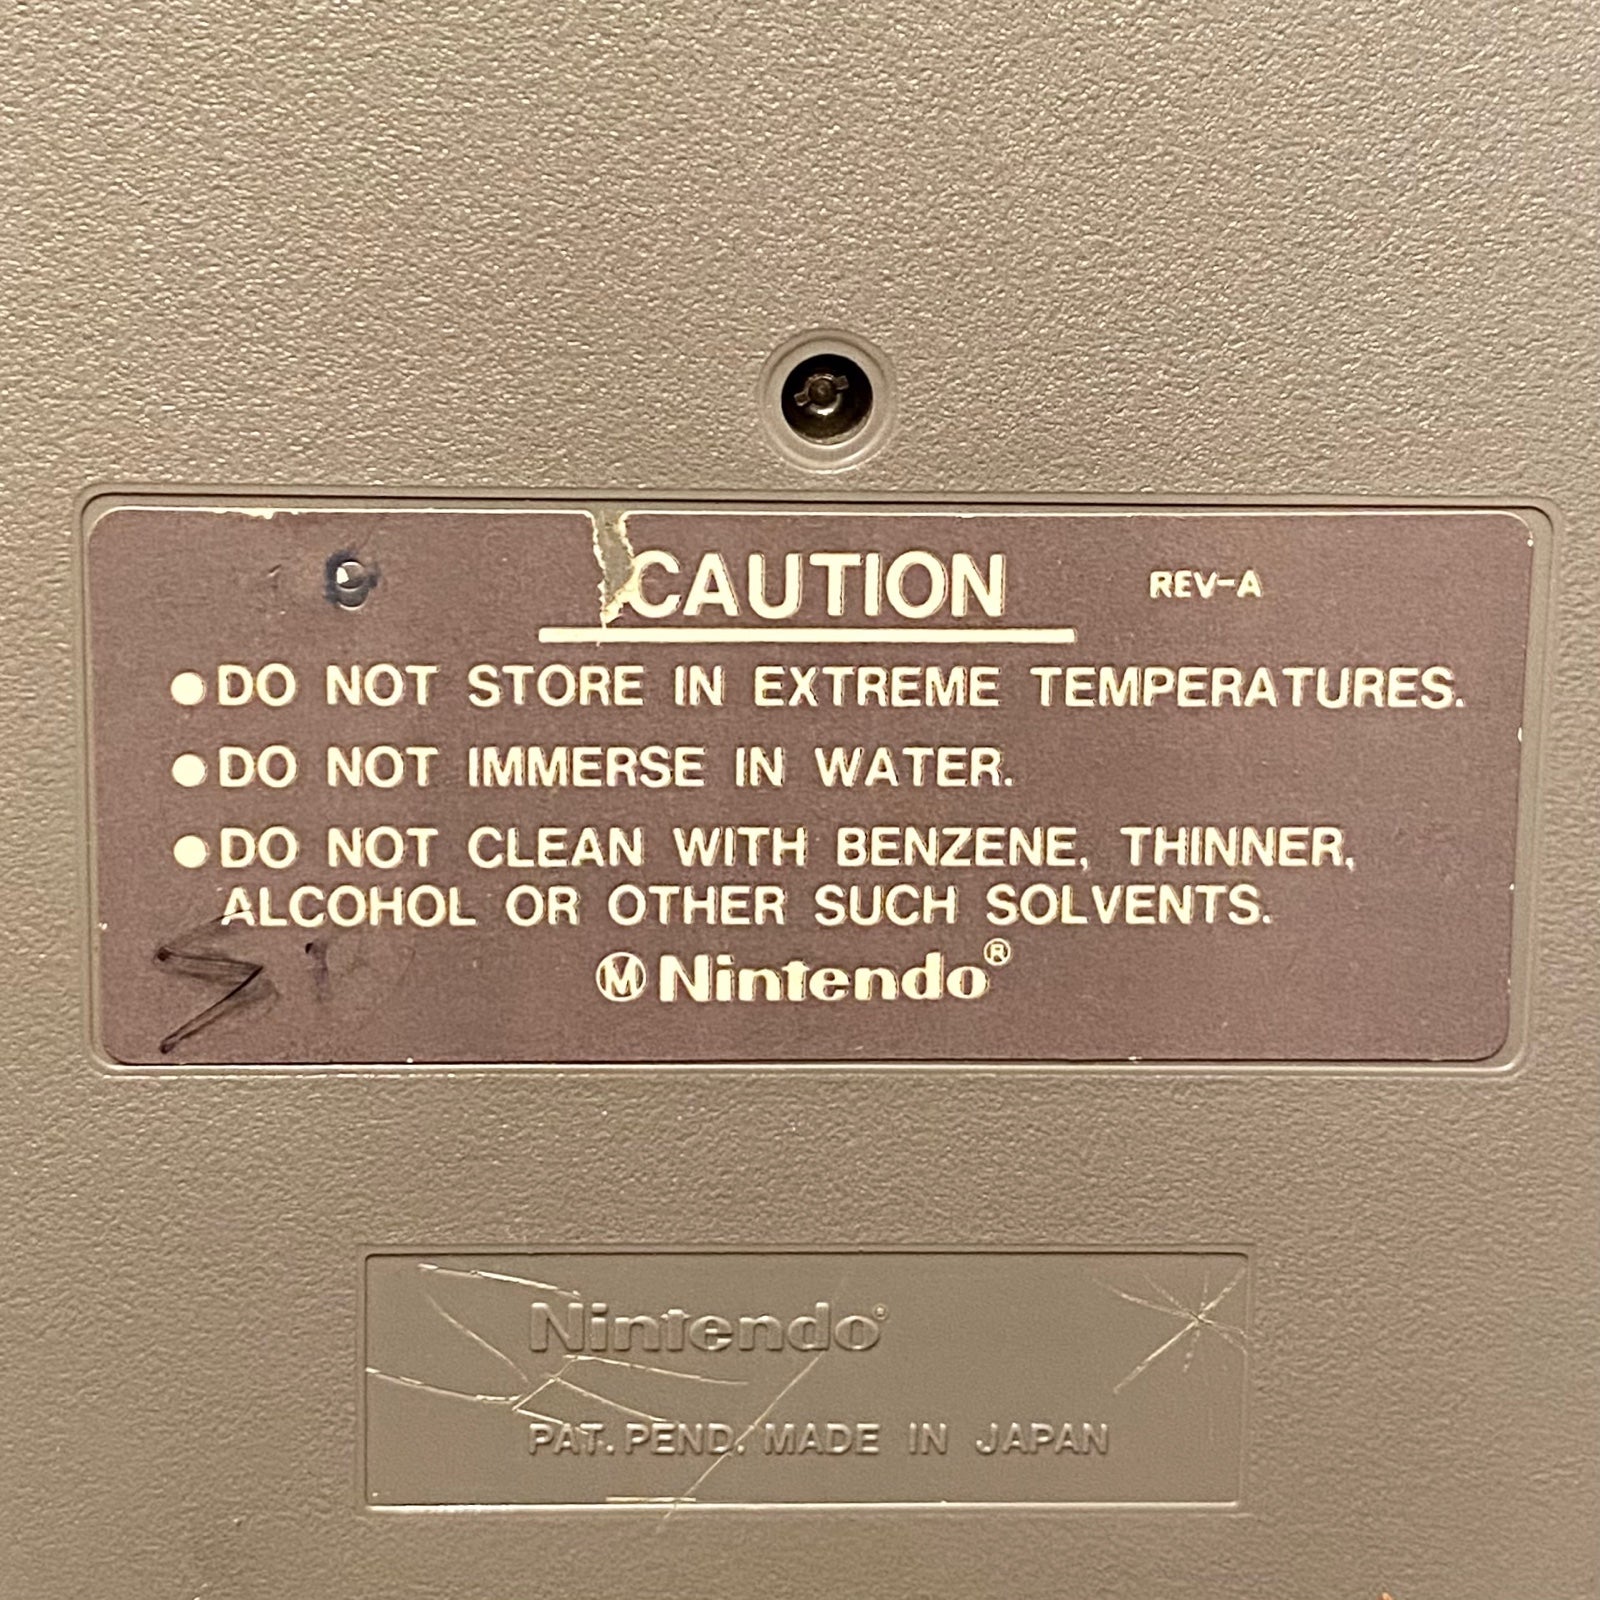 CAUTION REV-A
●DO NOT STORE IN EXTREME TEMPERATURES.
●DO NOT IMMERSE IN WATER.
●DO NOT CLEAN WITH BENZENE, THINNER,
ALCOHOL OR OTHER SUCH SOLVENTS.
Ⓜ Nintendo®
Nintendo®
PAT. PEND. MADE IN JAPAN